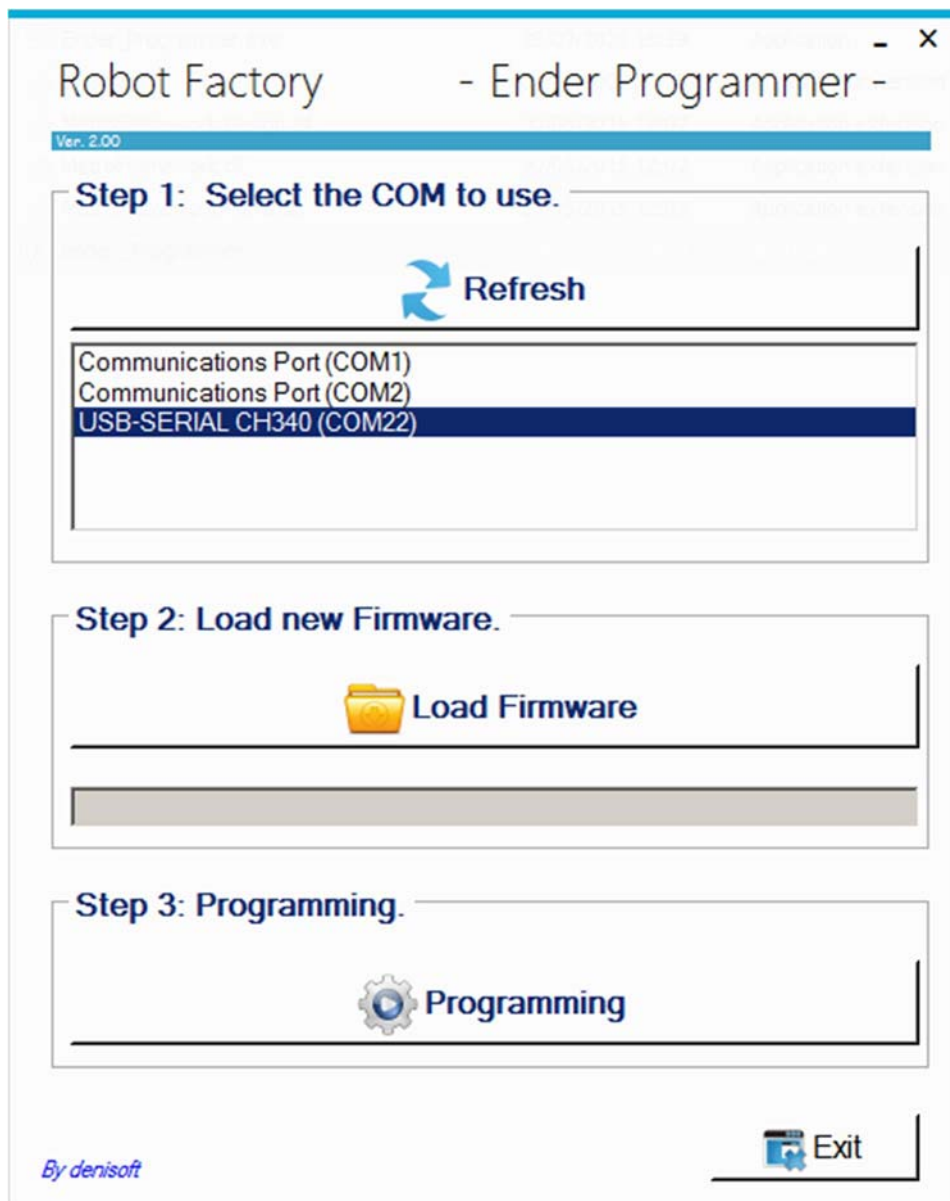 Robot Factory - Ender Programmer -
Ver. 2.00
Step 1: Select the COM to use.
Refresh
Communications Port (COM1)
Communications Port (COM2)
USB-SERIAL CH340 (COM22)
Step 2: Load new Firmware.
Load Firmware
Step 3: Programming.
Programming
Exit
By denisoft